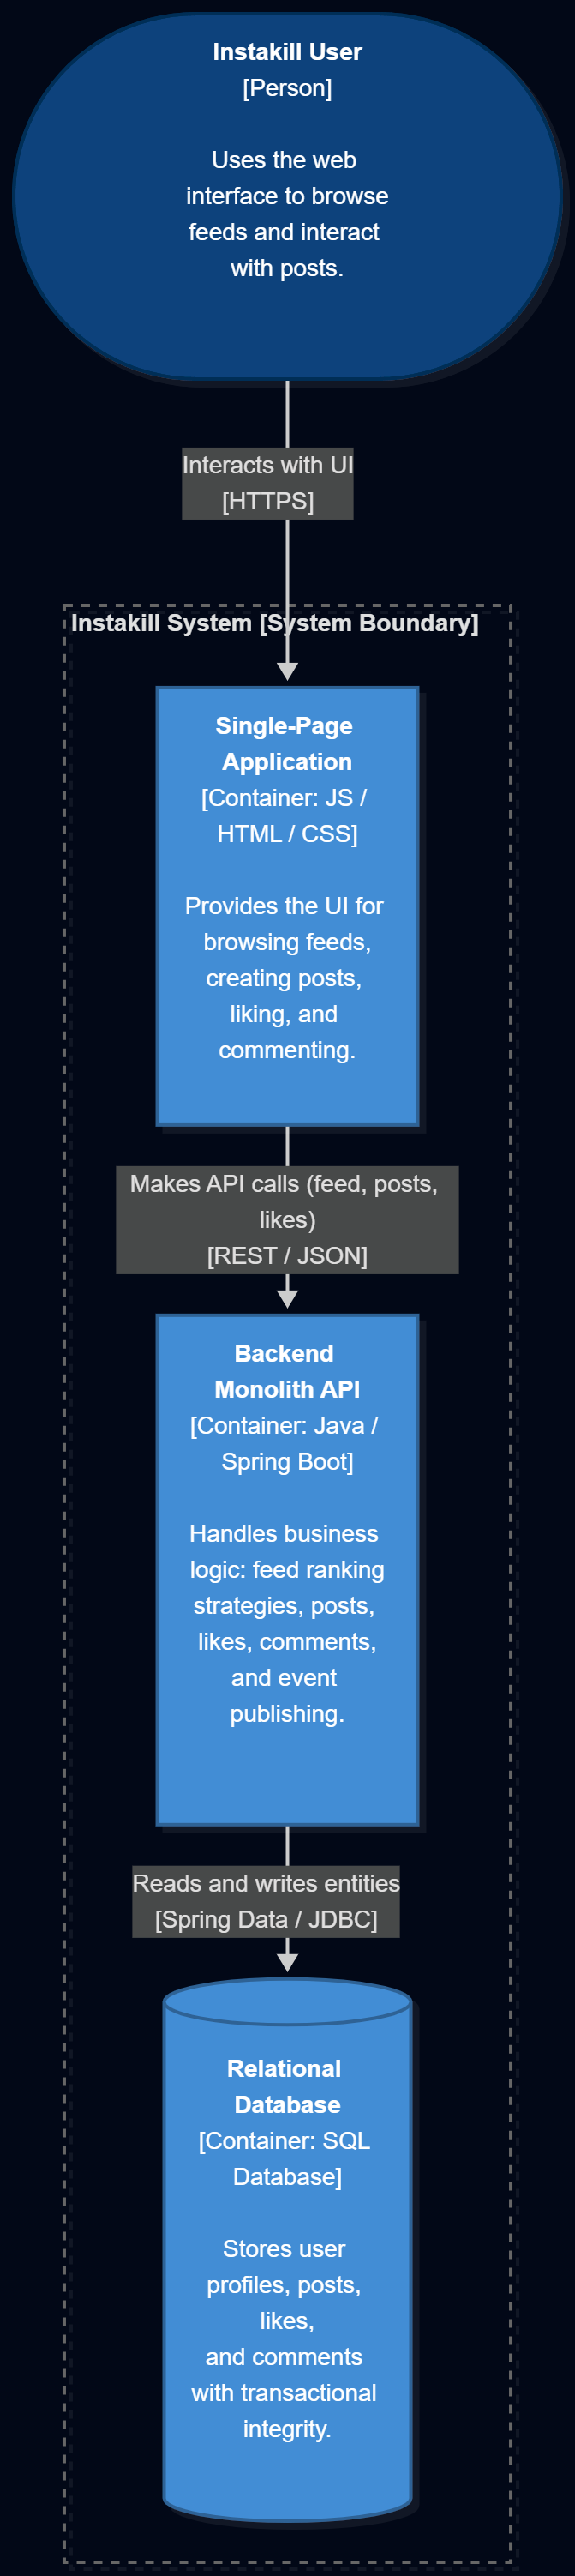 Instakill User
[Person]
Uses the web
interface to browse
feeds and interact
with posts.
Interacts with UI
[HTTPS]
Instakill System [System Boundary]
Single-Page
Application
[Container: JS /
HTML / CSS]
Provides the UI for
browsing feeds,
creating posts,
liking, and
commenting.
Makes API calls (feed, posts,
likes)
[REST / JSON]
Backend
Monolith API
[Container: Java /
Spring Boot]
Handles business
logic: feed ranking
strategies, posts,
likes, comments,
and event
publishing.
Reads and writes entities
[Spring Data / JDBC]
Relational
Database
[Container: SQL
Database]
Stores user
profiles, posts,
likes,
and comments
with transactional
integrity.